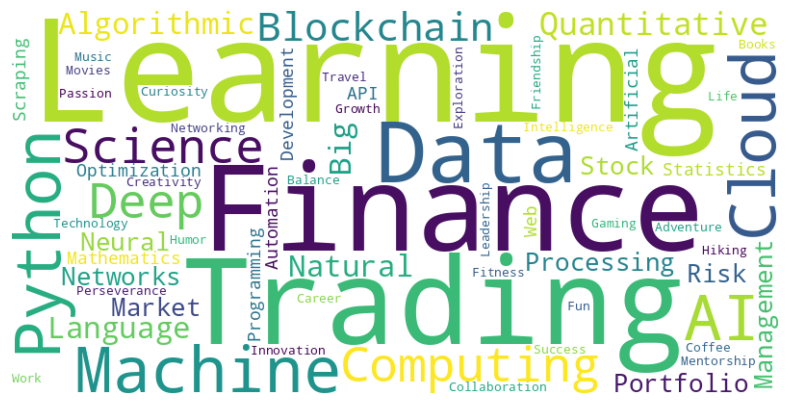 Learning
Finance
Trading
Data
Cloud
Python
Machine
Computing
AI
Science
Deep
Blockchain
Algorithmic
Quantitative
Big
Natural
Language
Neural
Networks
Market
Processing
Stock
Risk
Portfolio
Management
Statistics
Artificial
Intelligence
Optimization
Mathematics
Programming
Automation
Development
Scraping
Web
API
Music
Movies
Passion
Curiosity
Networking
Creativity
Technology
Humor
Perseverance
Balance
Travel
Growth
Exploration
Friendship
Books
Life
Leadership
Gaming
Adventure
Hiking
Fitness
Career
Fun
Innovation
Success
Collaboration
Coffee
Mentorship
Work